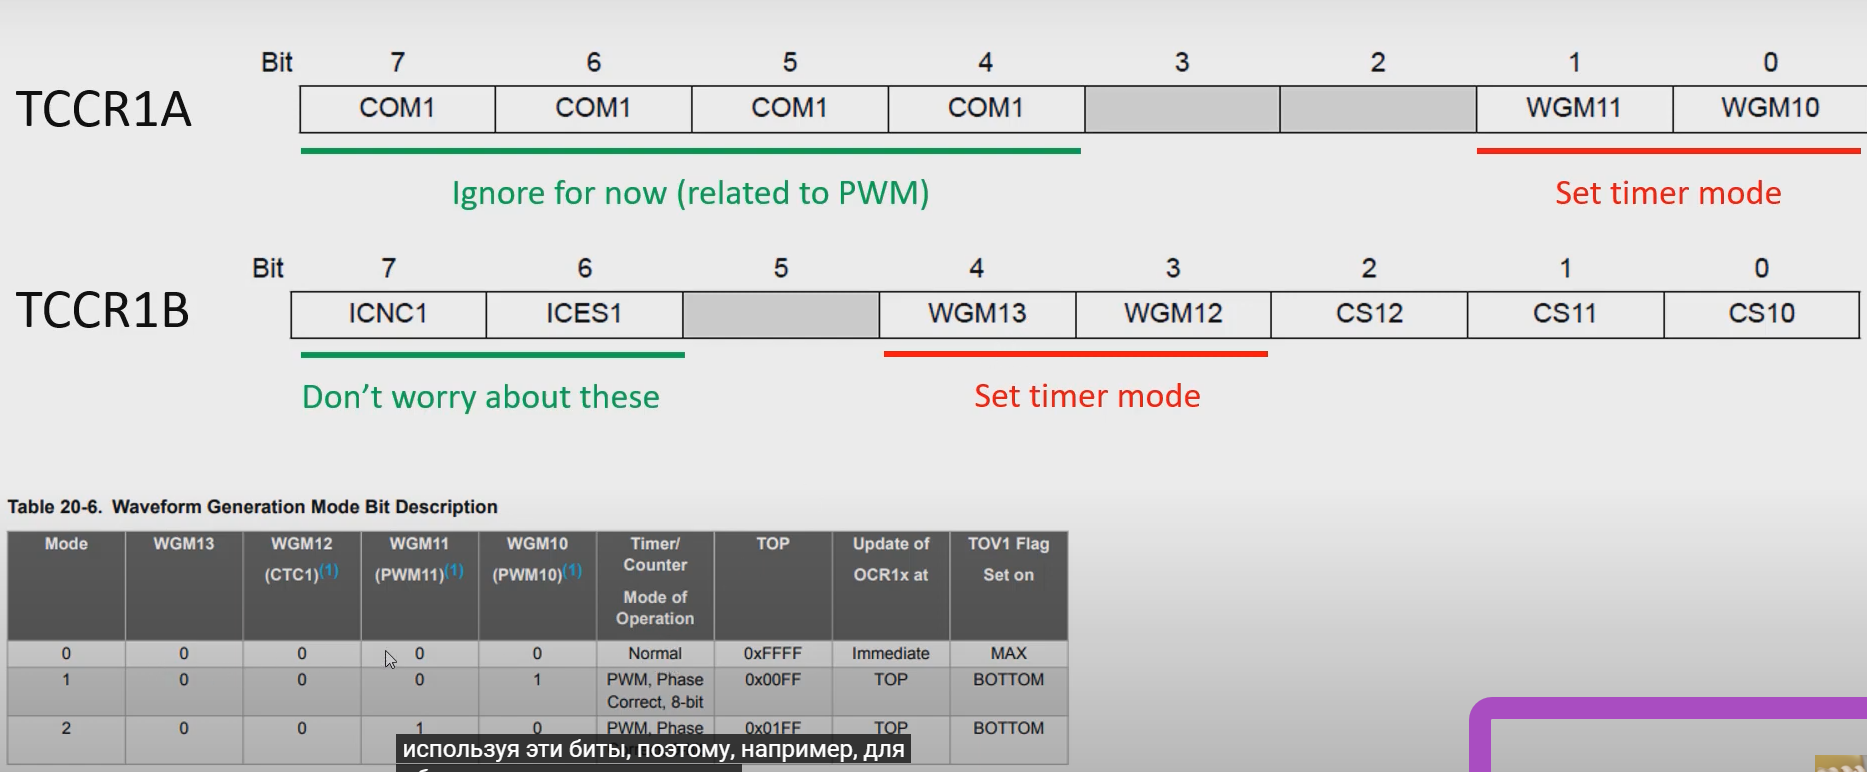 Bit 7 6 5 4 3 2 1 0
TCCR1A COM1 COM1 COM1 COM1 WGM11 WGM10
Ignore for now (related to PWM) Set timer mode
Bit 7 6 5 4 3 2 1 0
TCCR1B ICNC1 ICES1 WGM13 WGM12 CS12 CS11 CS10
Don't worry about these Set timer mode
Table 20-6. Waveform Generation Mode Bit Description
Mode WGM13 WGM12 WGM11 WGM10 Timer/ TOP Update of TOV1 Flag
(CTC1)(1) (PWM11)(1) (PWM10)(1) Counter OCR1x at Set on
Mode of
Operation
0 0 0 0 0 Normal 0xFFFF Immediate MAX
1 0 0 0 1 PWM, Phase 0x00FF TOP BOTTOM
Correct, 8-bit
2 0 0 1 0 PWM, Phase 0x01FF TOP BOTTOM
используя эти биты, поэтому, например, для